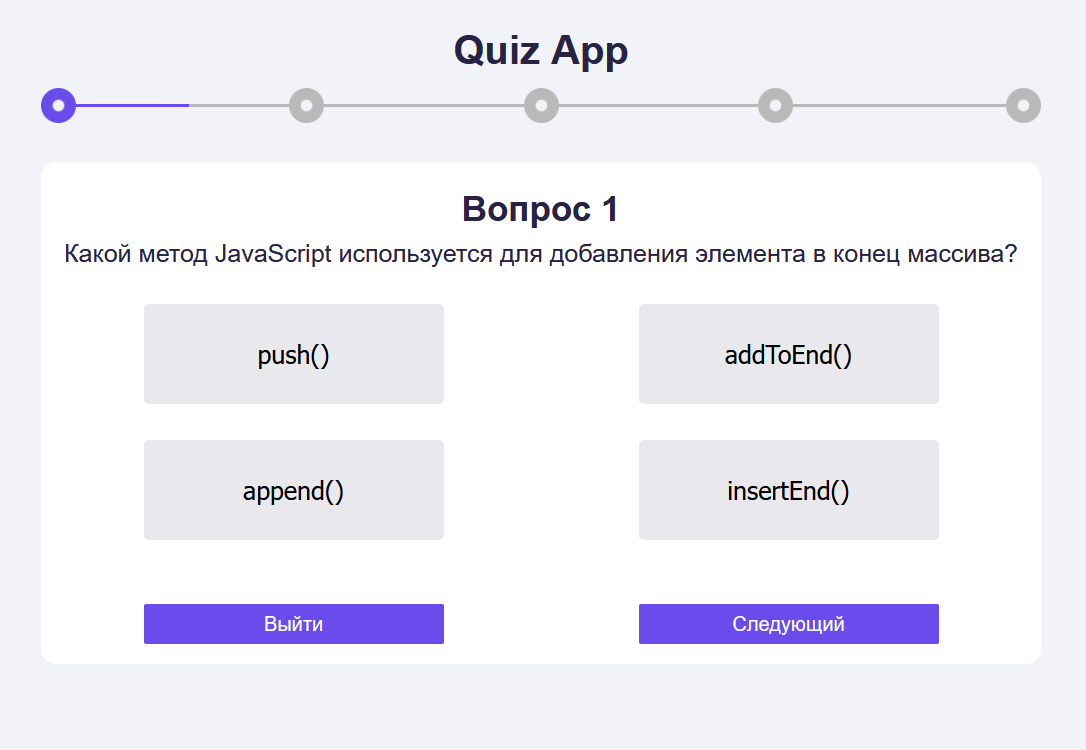 Quiz App
Вопрос 1
Какой метод JavaScript используется для добавления элемента в конец массива?
push()
addToEnd()
append()
insertEnd()
Выйти
Следующий